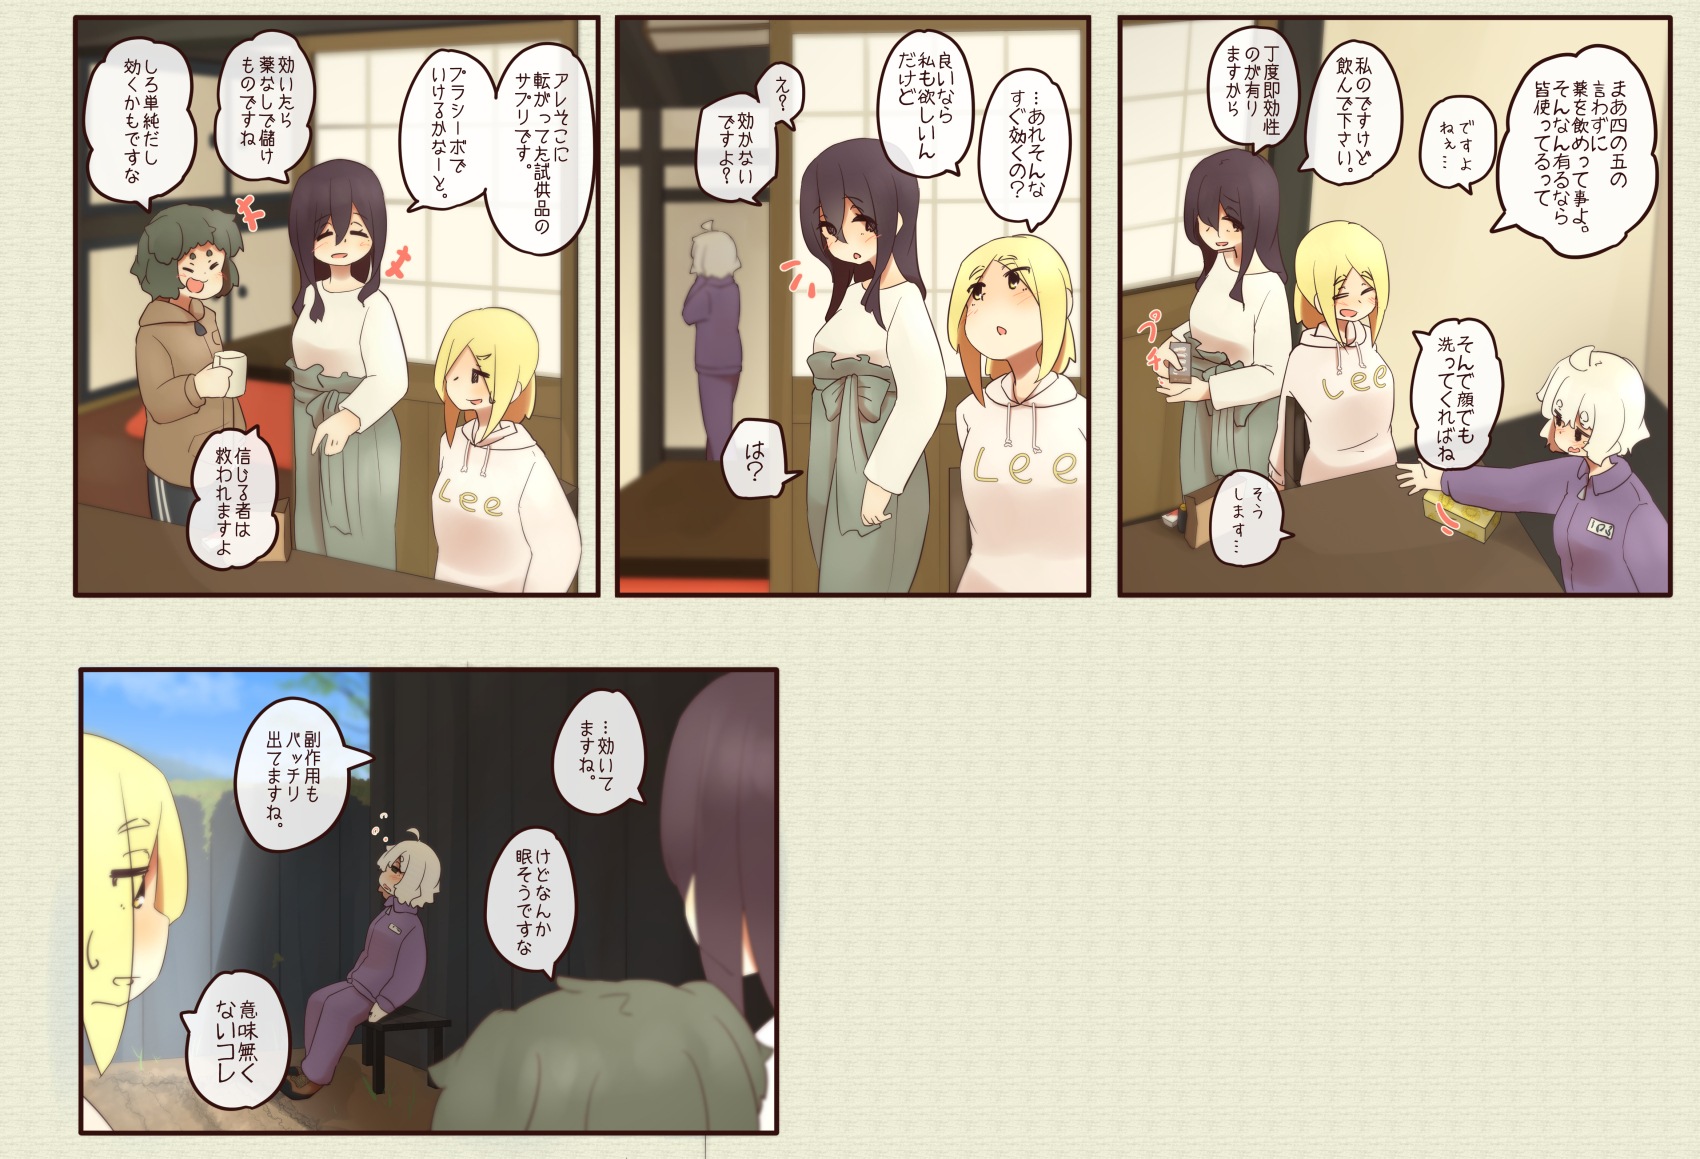 まあ四の五の
言わずに
薬を飲めって事よ。
そんなん有るなら
皆使ってるって
ですよ
ねぇ…
私のですけど
飲んで下さい。
丁度即効性
のが有り
ますから
そんで顔でも
洗ってくれればね
そう
します…
プチ
Lee
…あれそんな
すぐ効くの？
良いなら
私も欲しいん
だけど
え？
効かない
ですよ？
は？
Lee
アレそこに
転がってた試供品の
サプリです。
プラシーボで
いけるかなーと。
効いたら
薬なしで儲け
ものですね
しろ単純だし
効くかもですな
信じる者は
救われますよ
Lee
…効いて
ますね。
けどなんか
眠そうですな
副作用も
バッチリ
出てますね。
意味無く
ないコレ